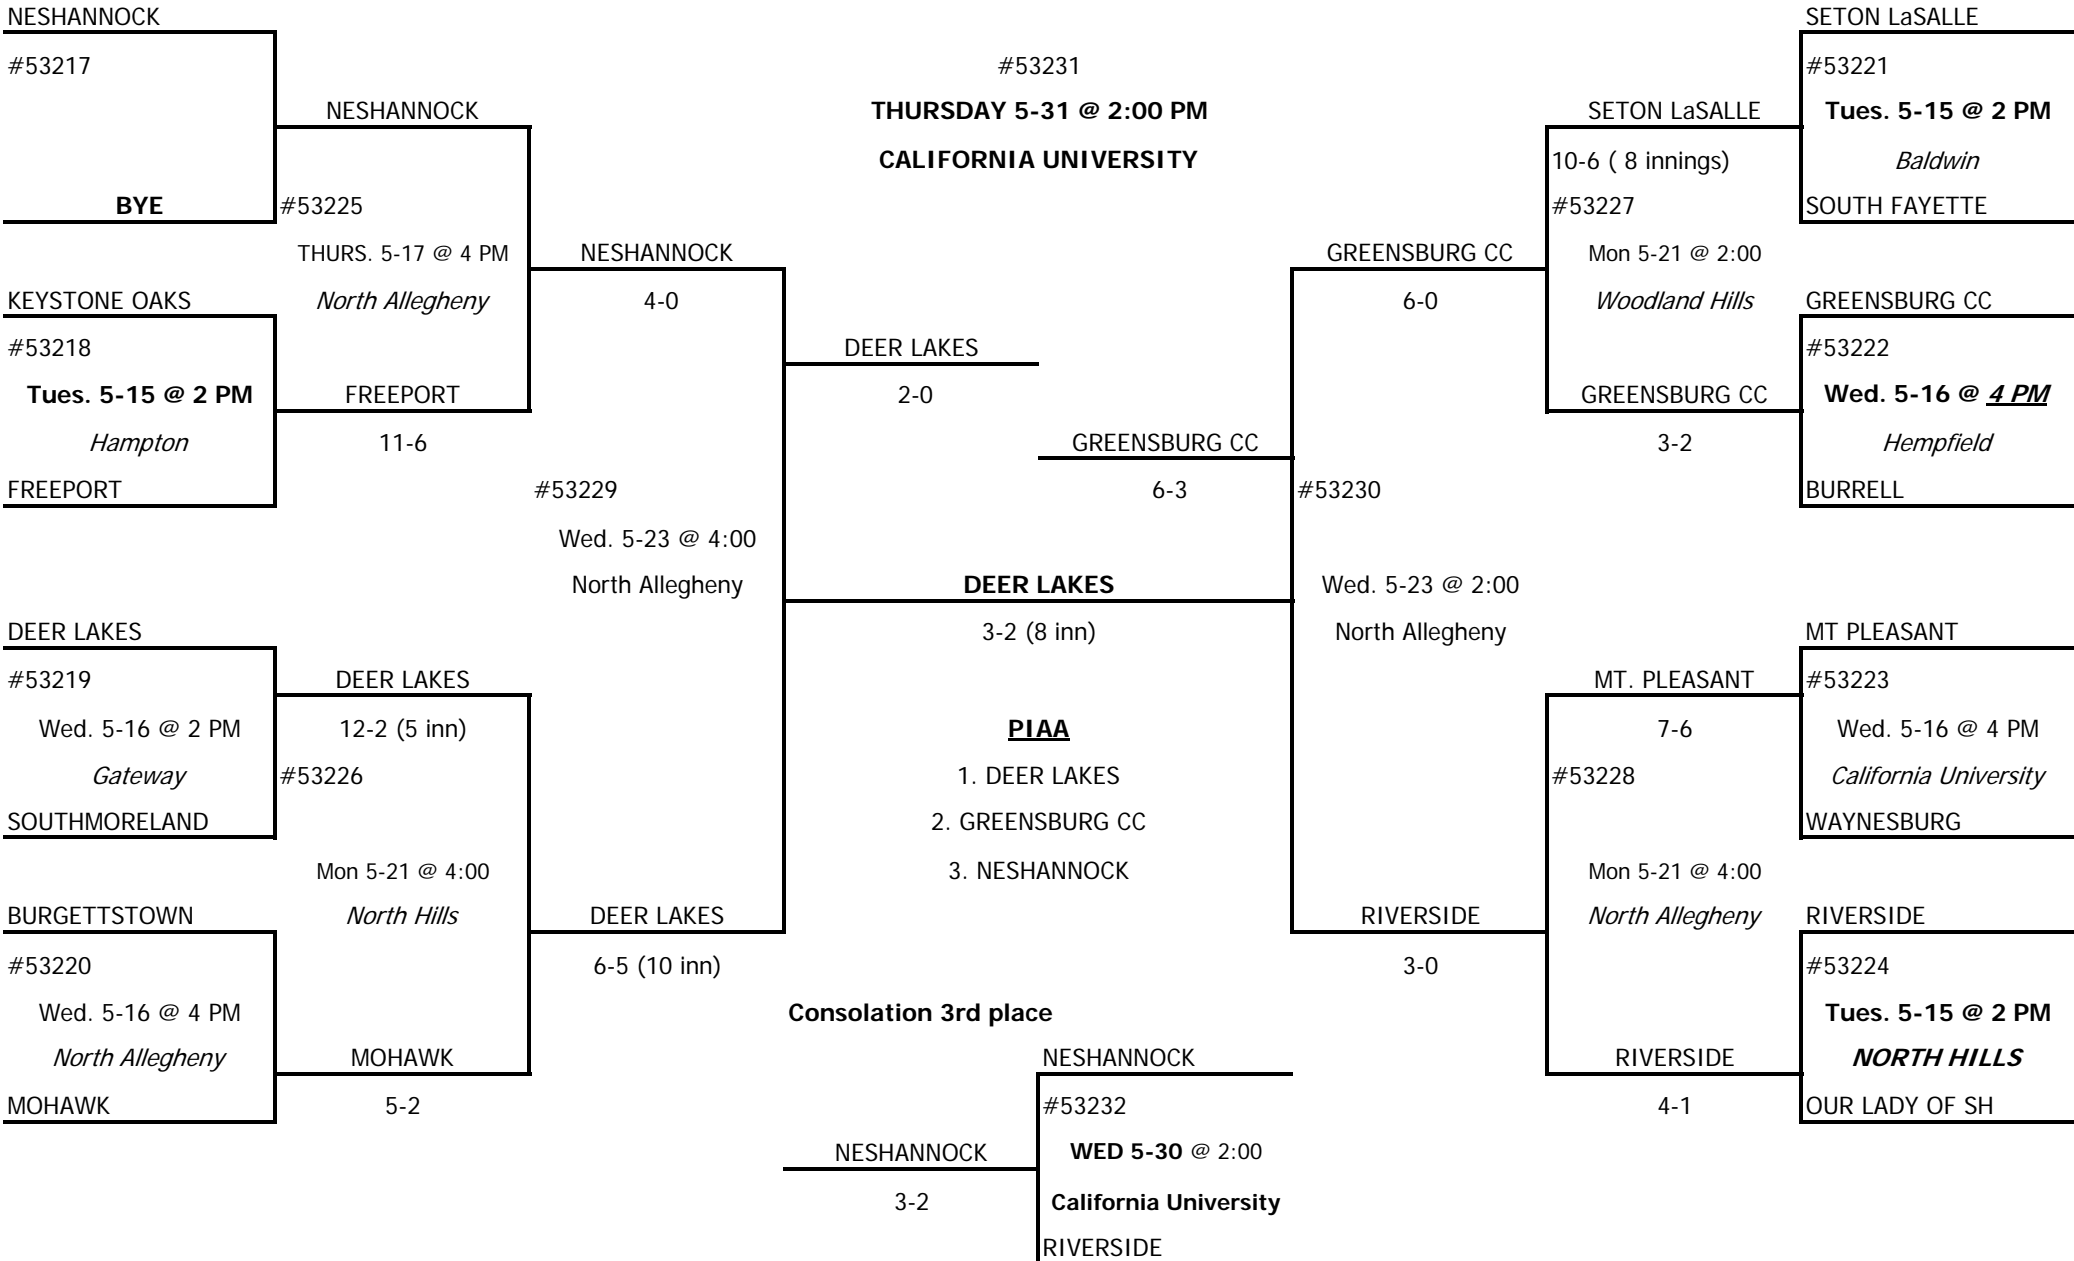 NESHANNOCK
#53217
BYE
KEYSTONE OAKS
#53218
Tues. 5-15 @ 2 PM
Hampton
FREEPORT
DEER LAKES
#53219
Wed. 5-16 @ 2 PM
Gateway
SOUTHMORELAND
BURGETTSTOWN
#53220
Wed. 5-16 @ 4 PM
North Allegheny
MOHAWK
NESHANNOCK
#53225
THURS. 5-17 @ 4 PM
North Allegheny
FREEPORT
11-6
DEER LAKES
12-2 (5 inn)
#53226
Mon 5-21 @ 4:00
North Hills
MOHAWK
5-2
NESHANNOCK
4-0
#53229
Wed. 5-23 @ 4:00
North Allegheny
DEER LAKES
6-5 (10 inn)
#53231
THURSDAY 5-31 @ 2:00 PM
CALIFORNIA UNIVERSITY
DEER LAKES
2-0
GREENSBURG CC
6-3
DEER LAKES
3-2 (8 inn)
PIAA
1. DEER LAKES
2. GREENSBURG CC
3. NESHANNOCK
Consolation 3rd place
NESHANNOCK
#53232
WED 5-30 @ 2:00
California University
RIVERSIDE
NESHANNOCK
3-2
GREENSBURG CC
6-0
#53230
Wed. 5-23 @ 2:00
North Allegheny
RIVERSIDE
3-0
SETON LaSALLE
10-6 ( 8 innings)
#53227
Mon 5-21 @ 2:00
Woodland Hills
GREENSBURG CC
3-2
MT. PLEASANT
7-6
#53228
Mon 5-21 @ 4:00
North Allegheny
RIVERSIDE
4-1
SETON LaSALLE
#53221
Tues. 5-15 @ 2 PM
Baldwin
SOUTH FAYETTE
GREENSBURG CC
#53222
Wed. 5-16 @ 4 PM
Hempfield
BURRELL
MT PLEASANT
#53223
Wed. 5-16 @ 4 PM
California University
WAYNESBURG
RIVERSIDE
#53224
Tues. 5-15 @ 2 PM
NORTH HILLS
OUR LADY OF SH